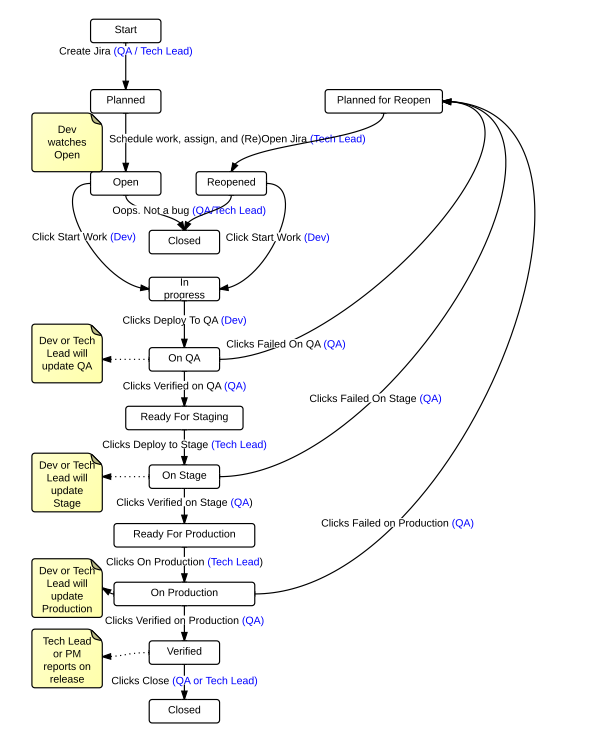 Start
Create Jira (QA / Tech Lead)
Planned
Planned for Reopen
Dev
watches
Open
Schedule work, assign, and (Re)Open Jira (Tech Lead)
Open
Reopened
Oops. Not a bug (QA/Tech Lead)
Click Start Work (Dev)
Closed
Click Start Work (Dev)
In
progress
Clicks Deploy To QA (Dev)
Dev or Tech
Lead will
update QA
On QA
Clicks Failed On QA (QA)
Clicks Verified on QA (QA)
Clicks Failed On Stage (QA)
Ready For Staging
Clicks Deploy to Stage (Tech Lead)
Dev or Tech
Lead will
update
Stage
On Stage
Clicks Verified on Stage (QA)
Clicks Failed on Production (QA)
Ready For Production
Clicks On Production (Tech Lead)
Dev or Tech
Lead will
update
Production
On Production
Clicks Verified on Production (QA)
Tech Lead
or PM
reports on
release
Verified
Clicks Close (QA or Tech Lead)
Closed